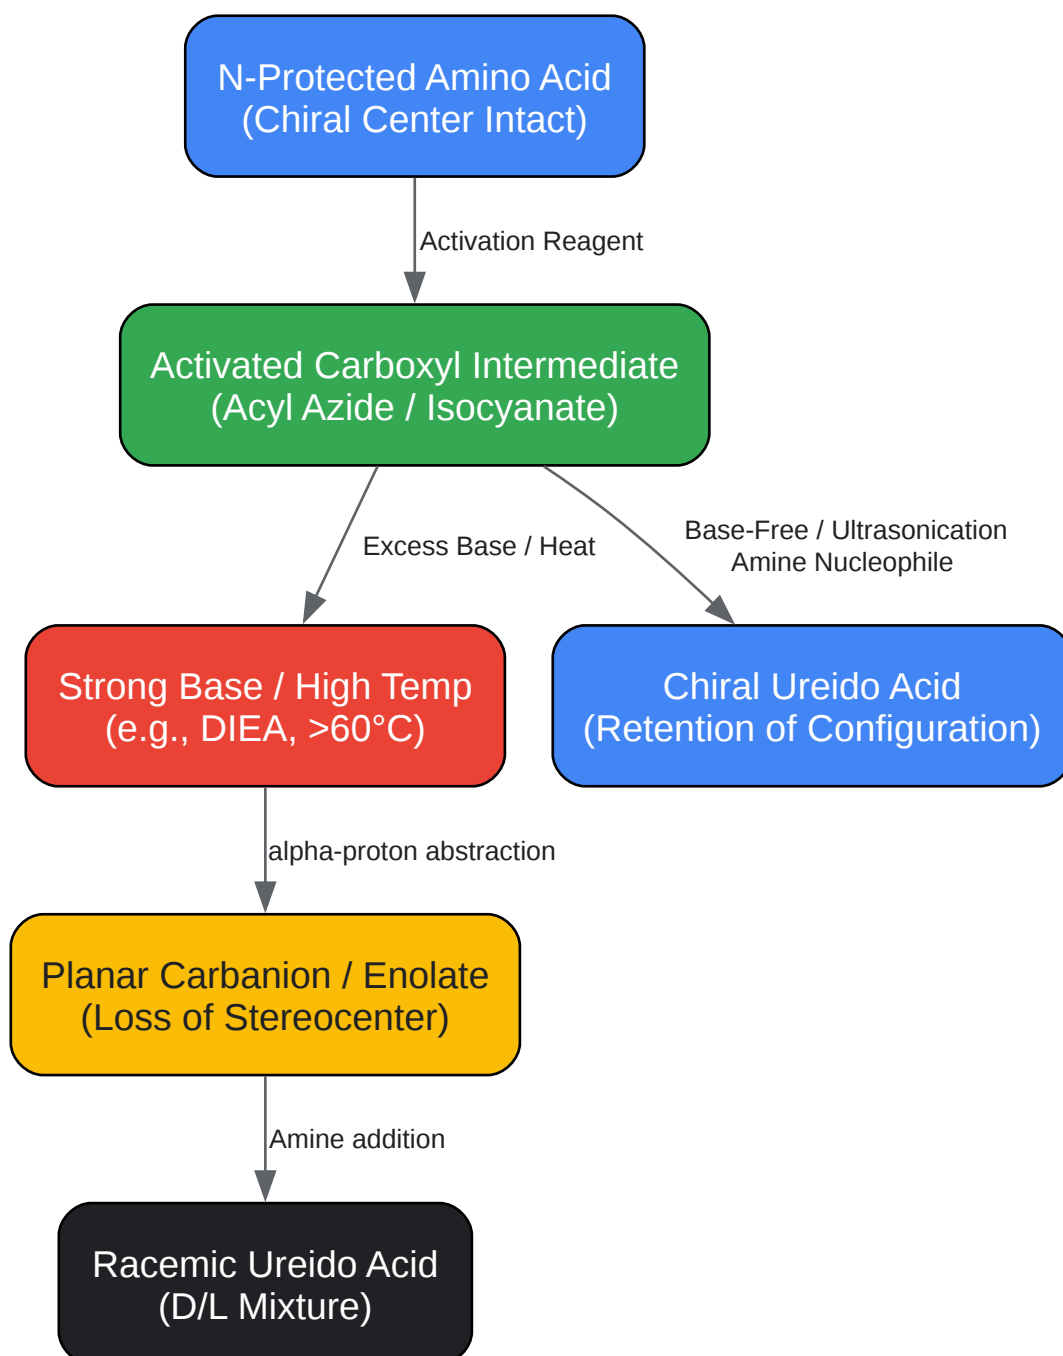 N-Protected Amino Acid
(Chiral Center Intact)
Activation Reagent
Activated Carboxyl Intermediate
(Acyl Azide / Isocyanate)
Excess Base / Heat
Base-Free / Ultrasonication
Amine Nucleophile
Strong Base / High Temp
(e.g., DIEA, >60°C)
Chiral Ureido Acid
(Retention of Configuration)
alpha-proton abstraction
Planar Carbanion / Enolate
(Loss of Stereocenter)
Amine addition
Racemic Ureido Acid
(D/L Mixture)